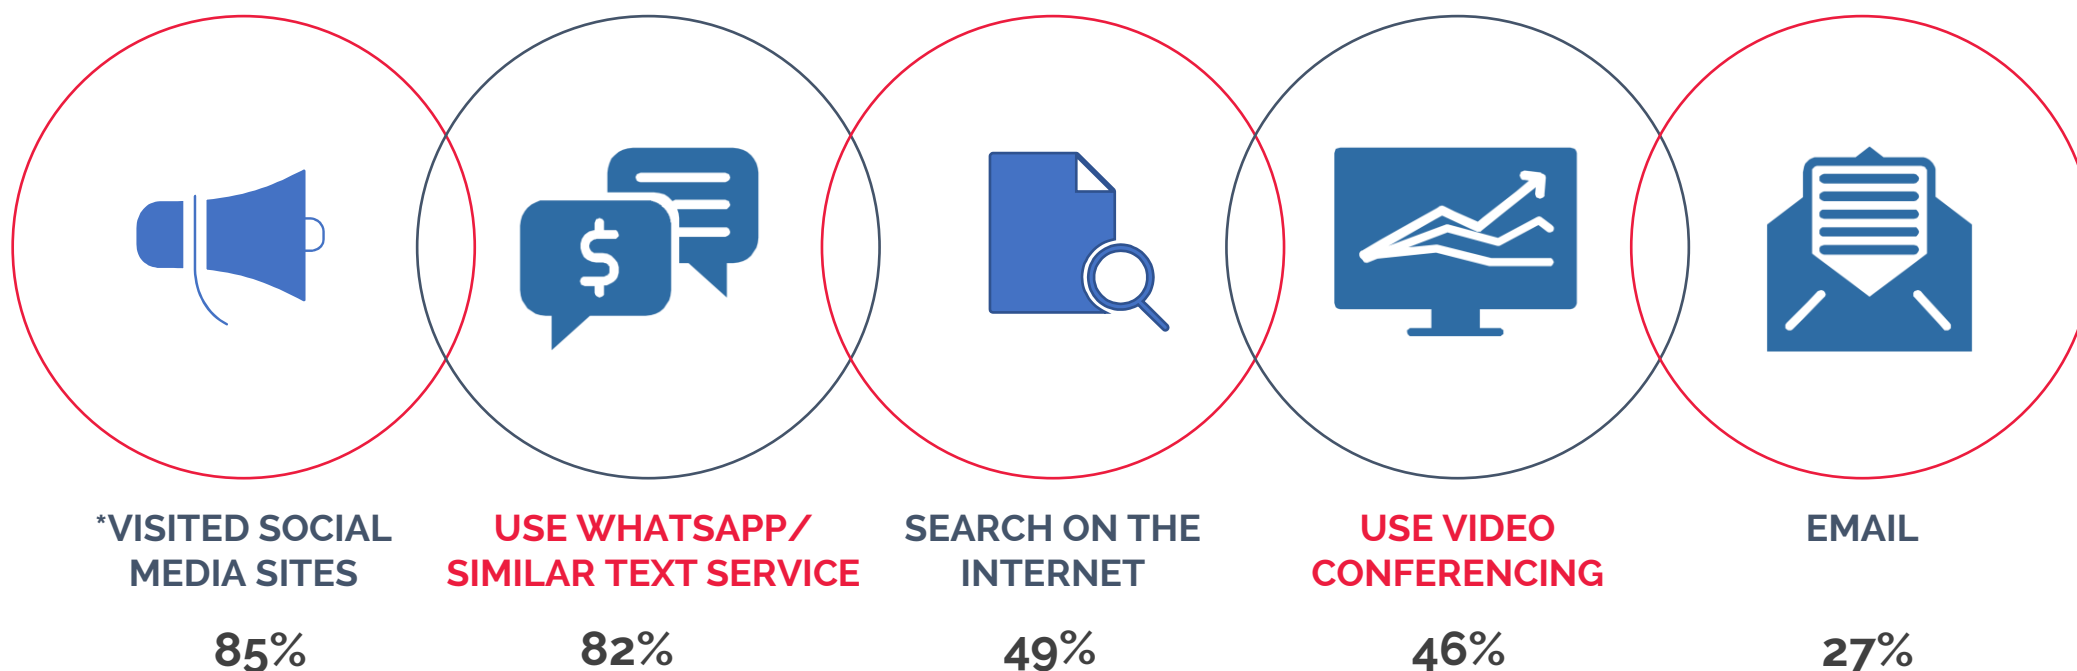 $
*VISITED SOCIAL
MEDIA SITES
85%
USE WHATSAPP/
SIMILAR TEXT SERVICE
82%
SEARCH ON THE
INTERNET
49%
USE VIDEO
CONFERENCING
46%
EMAIL
27%